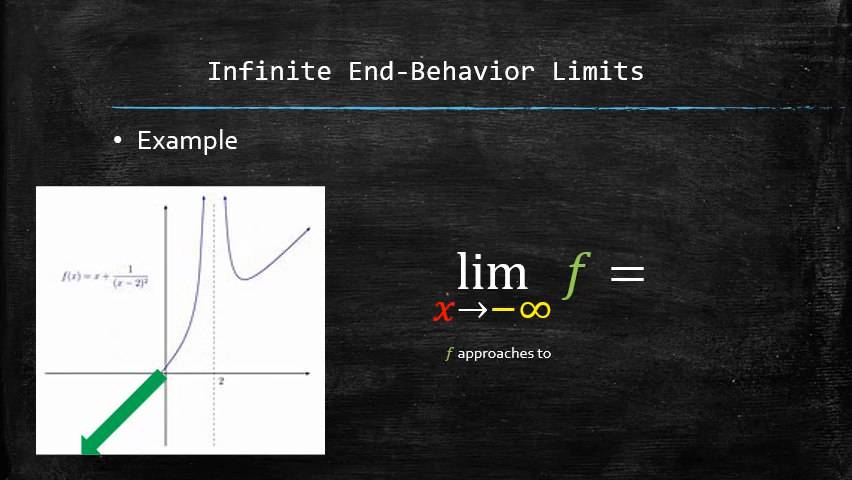 Infinite End-Behavior Limits
• Example
f(x) = x + 1/(x − 2)²
2
lim f =
x→−∞
f approaches to